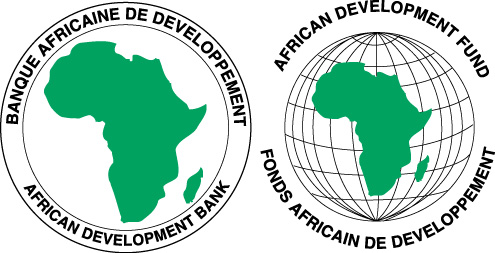 BANQUE AFRICAINE DE DEVELOPPEMENT
AFRICAN DEVELOPMENT BANK
AFRICAN DEVELOPMENT FUND
FONDS AFRICAIN DE DEVELOPPEMENT